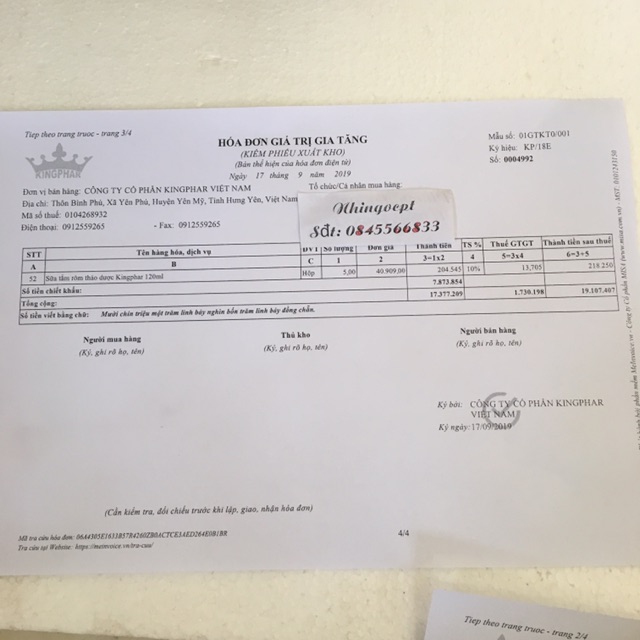 Tiep theo trang truoc - trang 3/4
KINGPHAR
HÓA ĐƠN GIÁ TRỊ GIA TĂNG
(KIÊM PHIẾU XUẤT KHO)
(Bản thể hiện của hóa đơn điện tử)
Ngày 17 tháng 9 năm 2019
Mẫu số: 01GTKT0/001
Ký hiệu: KP/18E
Số: 0004992
Đơn vị bán hàng: CÔNG TY CỔ PHẦN KINGPHAR VIỆT NAM
Tổ chức/Cá nhân mua hàng:
Địa chỉ: Thôn Bình Phú, Xã Yên Phú, Huyện Yên Mỹ, Tỉnh Hưng Yên, Việt Nam
Mã số thuế: 0104268932
Điện thoại: 0912559265 - Fax: 0912559265
Nhingocpt
Sđt: 0845566833
STT Tên hàng hóa, dịch vụ ĐVT Số lượng Đơn giá Thành tiền TS % Thuế GTGT Thành tiền sau thuế
A B C 1 2 3=1x2 4 5=3x4 6=3+5
52 Sữa tắm rôm thảo dược Kingphar 120ml Hộp 5,00 40.909,00 204.545 10% 13,705 218.250
Số tiền chiết khấu: 7.873.854
Tổng cộng: 17.377.209 1.730.198 19.107.407
Số tiền viết bằng chữ: Mười chín triệu một trăm linh bảy nghìn bốn trăm linh bảy đồng chẵn.
Người mua hàng Thủ kho Người bán hàng
(Ký, ghi rõ họ, tên) (Ký, ghi rõ họ, tên) (Ký, ghi rõ họ, tên)
Ký bởi: CÔNG TY CỔ PHẦN KINGPHAR
VIỆT NAM
Ký ngày: 17/09/2019
(Cần kiểm tra, đối chiếu trước khi lập, giao, nhận hóa đơn)
Tra cứu tại Website: https://meinvoice.vn/tra-cuu/
4/4
Tiep theo trang truoc - trang 2/4